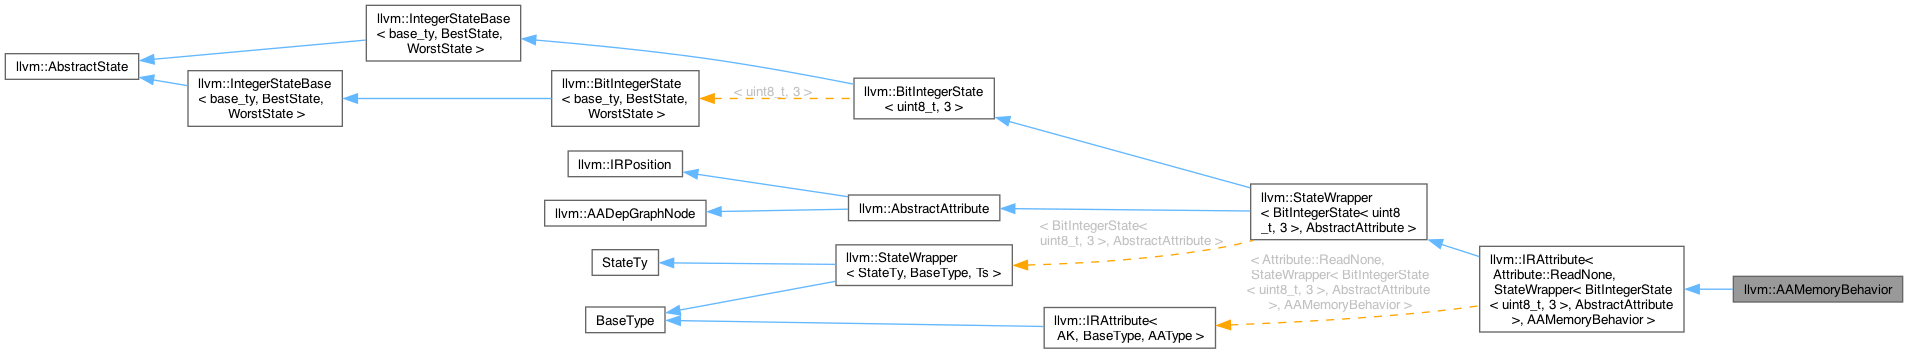 llvm::AbstractState
llvm::IntegerStateBase
< base_ty, BestState,
WorstState >
llvm::IntegerStateBase
< base_ty, BestState,
WorstState >
llvm::BitIntegerState
< base_ty, BestState,
WorstState >
< uint8_t, 3 >
llvm::BitIntegerState
< uint8_t, 3 >
llvm::IRPosition
llvm::AADepGraphNode
llvm::AbstractAttribute
StateTy
BaseType
llvm::StateWrapper
< StateTy, BaseType, Ts >
< BitIntegerState<
uint8_t, 3 >, AbstractAttribute >
llvm::StateWrapper
< BitIntegerState< uint8
_t, 3 >, AbstractAttribute >
llvm::IRAttribute<
AK, BaseType, AAType >
< Attribute::ReadNone,
StateWrapper< BitIntegerState
< uint8_t, 3 >, AbstractAttribute
>, AAMemoryBehavior >
llvm::IRAttribute<
Attribute::ReadNone,
StateWrapper< BitIntegerState
< uint8_t, 3 >, AbstractAttribute
>, AAMemoryBehavior >
llvm::AAMemoryBehavior